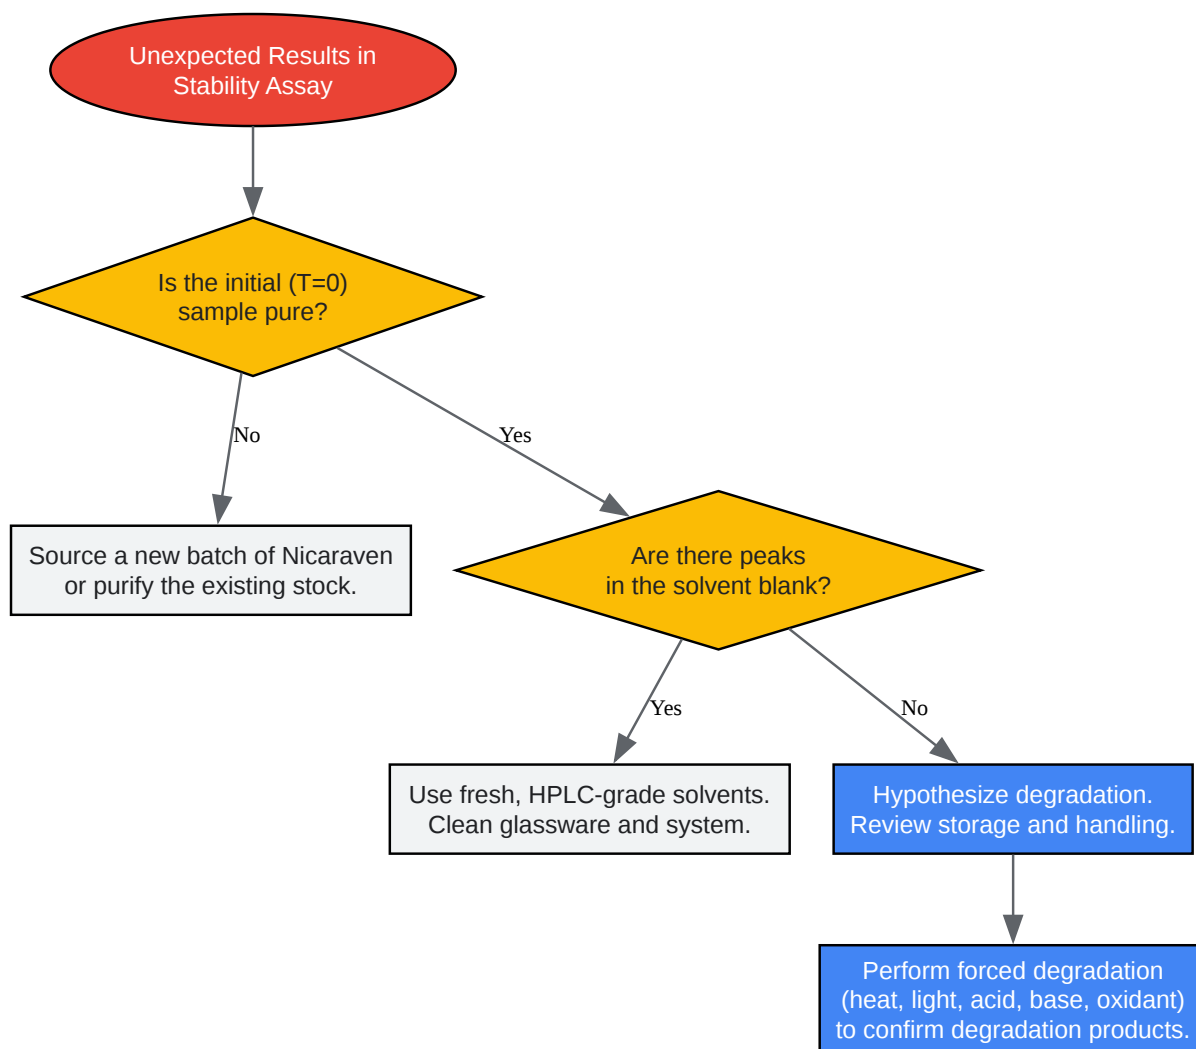 Unexpected Results in
Stability Assay
Is the initial (T=0)
sample pure?
No
Yes
Source a new batch of Nicaraven
or purify the existing stock.
Are there peaks
in the solvent blank?
Yes
No
Use fresh, HPLC-grade solvents.
Clean glassware and system.
Hypothesize degradation.
Review storage and handling.
Perform forced degradation
(heat, light, acid, base, oxidant)
to confirm degradation products.